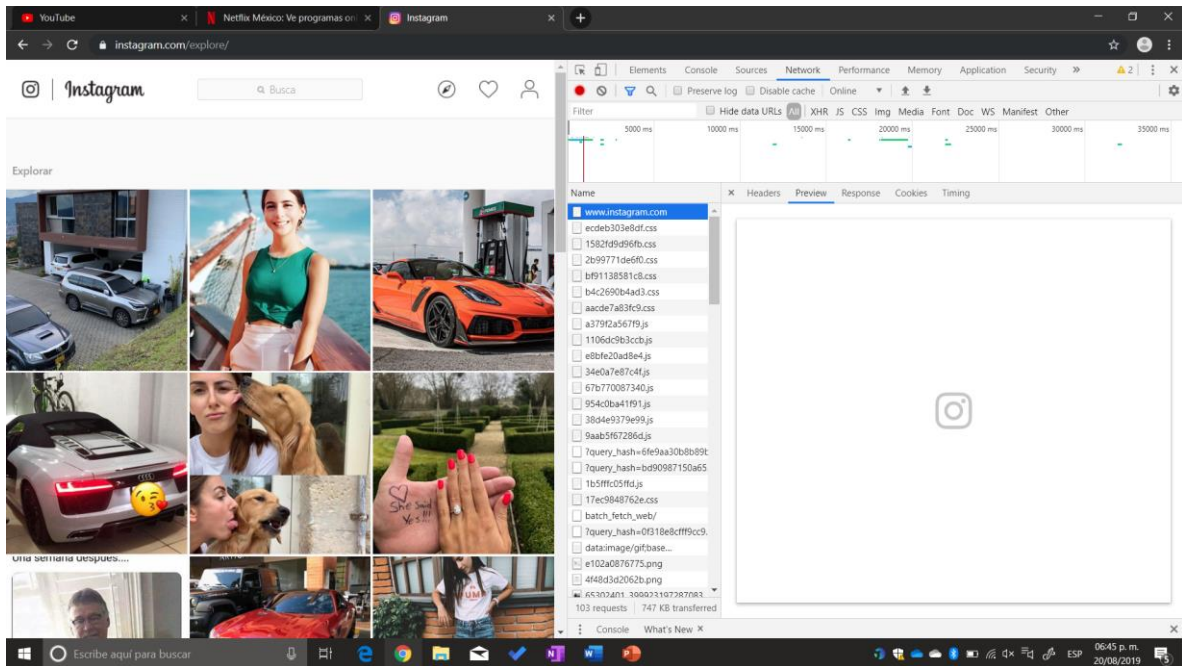 YouTube
Netflix México: Ve programas onl
Instagram
instagram.com/explore/
Instagram
Busca
Elements Console Sources Network Performance Memory Application Security
2
Preserve log Disable cache Online
Filter
Hide data URLs All XHR JS CSS Img Media Font Doc WS Manifest Other
5000 ms 10000 ms 15000 ms 20000 ms 25000 ms 30000 ms 35000 ms
Explorar
Name
Headers Preview Response Cookies Timing
www.instagram.com
ecdeb303e8df.css
1582fd9d96fb.css
2b99771de6f0.css
bf91138581c8.css
b4c2690b4ad3.css
aacde7a83fc9.css
a379f2a567f9.js
1106dc9b3ccb.js
e8bfe20ad8e4.js
34e0a7e87c4f.js
67b770087340.js
954c0ba41f91.js
38d4e9379e99.js
9aab5f67286d.js
?query_hash=6fe9aa30b8b89b
?query_hash=bd90987150a65
1b5fffc05ffd.js
17ec9848762e.css
batch_fetch_web/
?query_hash=0f318e8cfff9cc9.
data:image/gif;base...
e102a0876775.png
4f48d3d2062b.png
65302401_399923197287083
She said
Yes!!!
Una semana después....
PUMA
103 requests 747 KB transferred
Console What's New
Escribe aquí para buscar
ESP
06:45 p. m.
20/08/2019
5